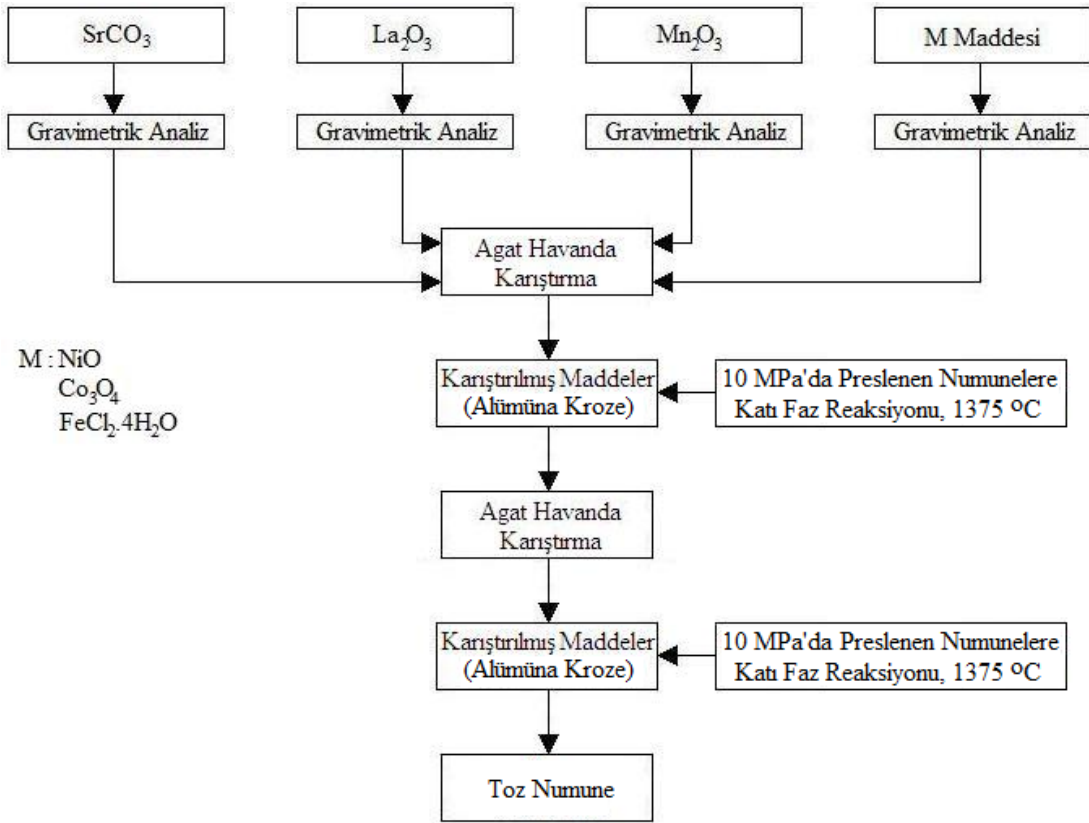 SrCO3
La2O3
Mn2O3
M Maddesi
Gravimetrik Analiz
Gravimetrik Analiz
Gravimetrik Analiz
Gravimetrik Analiz
Agat Havanda
Karıştırma
M : NiO
Co3O4
FeCl2.4H2O
Karıştırılmış Maddeler
(Alümüna Kroze)
10 MPa'da Preslenen Numunelere
Katı Faz Reaksiyonu, 1375 ºC
Agat Havanda
Karıştırma
Karıştırılmış Maddeler
(Alümüna Kroze)
10 MPa'da Preslenen Numunelere
Katı Faz Reaksiyonu, 1375 ºC
Toz Numune